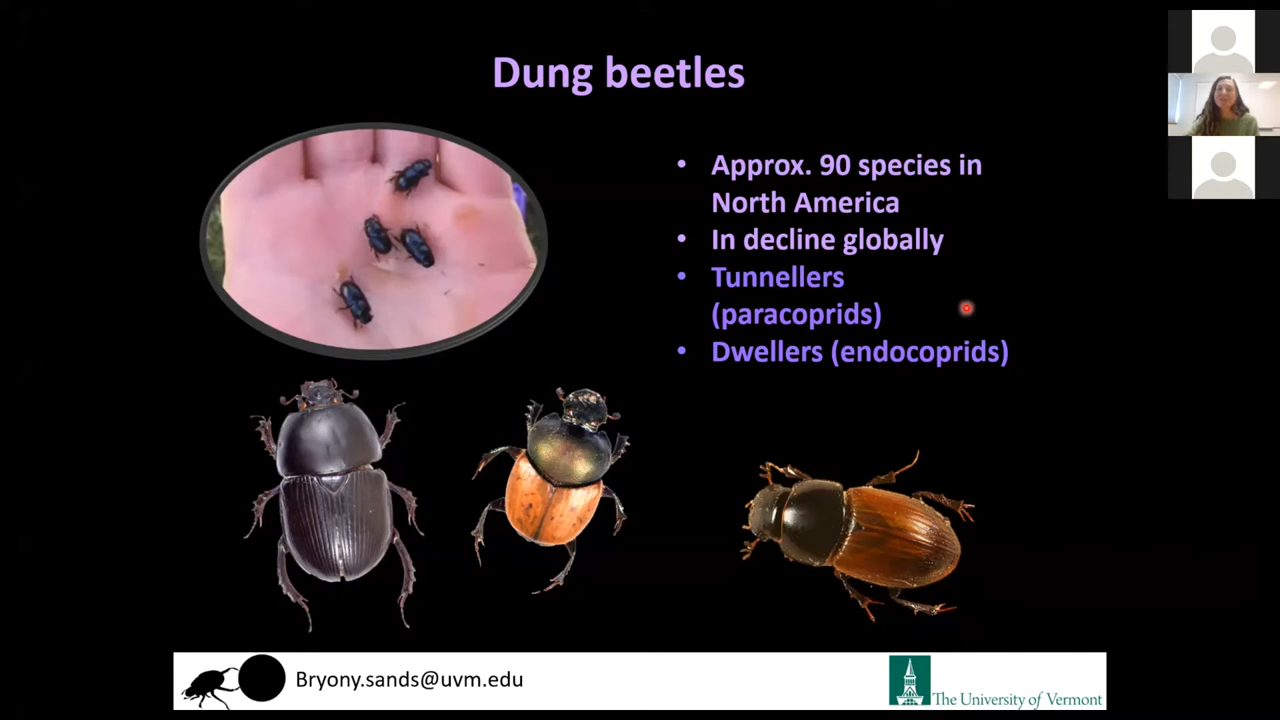 Dung beetles
• Approx. 90 species in
North America
• In decline globally
• Tunnellers
(paracoprids)
• Dwellers (endocoprids)
Bryony.sands@uvm.edu
The University of Vermont